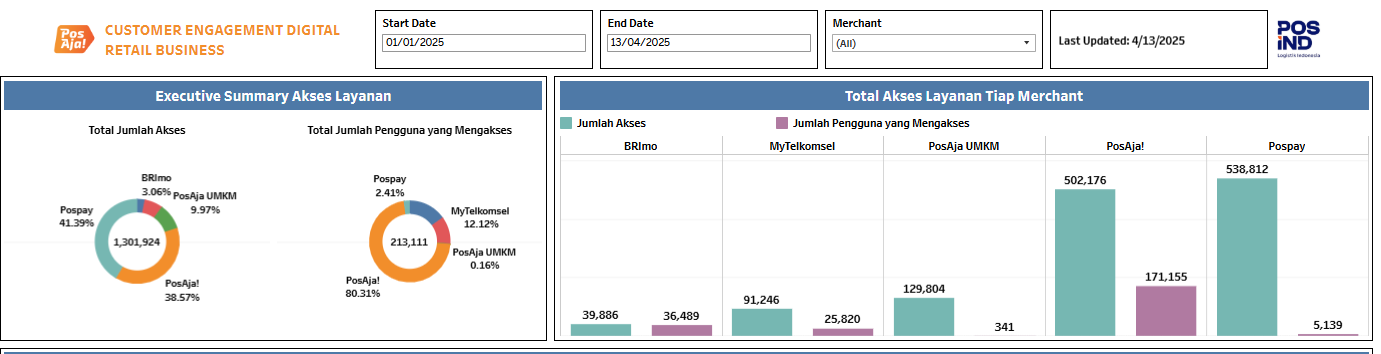 Pos
Aja!
CUSTOMER ENGAGEMENT DIGITAL
RETAIL BUSINESS
Start Date
01/01/2025
End Date
13/04/2025
Merchant
(All)
Last Updated: 4/13/2025
POS
IND
Logistik Indonesia
Executive Summary Akses Layanan
Total Jumlah Akses
BRImo
3.06%
PosAja UMKM
9.97%
Pospay
41.39%
1,301,924
PosAja!
38.57%
Total Jumlah Pengguna yang Mengakses
Pospay
2.41%
MyTelkomsel
12.12%
213,111
PosAja UMKM
0.16%
PosAja!
80.31%
Total Akses Layanan Tiap Merchant
Jumlah Akses
Jumlah Pengguna yang Mengakses
BRImo
MyTelkomsel
PosAja UMKM
PosAja!
Pospay
39,886
36,489
91,246
25,820
129,804
341
502,176
171,155
538,812
5,139